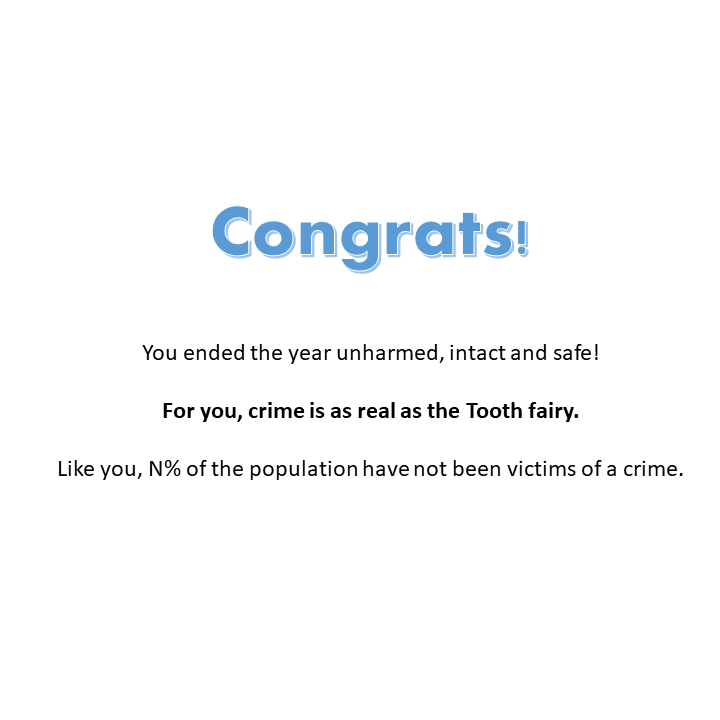 Congrats!
You ended the year unharmed, intact and safe!
For you, crime is as real as the Tooth fairy.
Like you, N% of the population have not been victims of a crime.